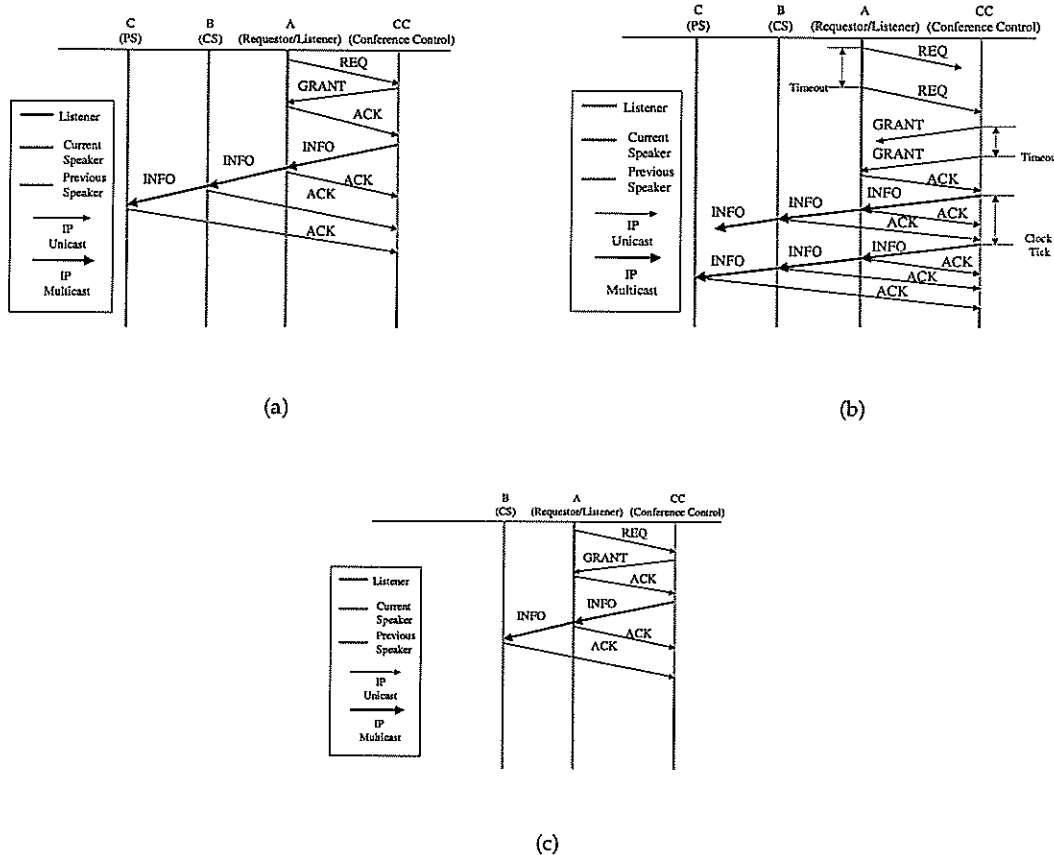 C
(PS)
B
(CS)
A
(Requestor/Listener)
CC
(Conference Control)
REQ
GRANT
ACK
INFO
INFO
INFO
ACK
ACK
Listener
Current
Speaker
Previous
Speaker
IP
Unicast
IP
Multicast
(a)
C
(PS)
B
(CS)
A
(Requestor/Listener)
CC
(Conference Control)
REQ
Timeout
REQ
GRANT
Timeout
GRANT
ACK
INFO
INFO
INFO
ACK
ACK
Clock
Tick
INFO
INFO
INFO
ACK
ACK
ACK
Listener
Current
Speaker
Previous
Speaker
IP
Unicast
IP
Multicast
(b)
B
(CS)
A
(Requestor/Listener)
CC
(Conference Control)
REQ
GRANT
ACK
INFO
INFO
ACK
ACK
Listener
Current
Speaker
Previous
Speaker
IP
Unicast
IP
Multicast
(c)